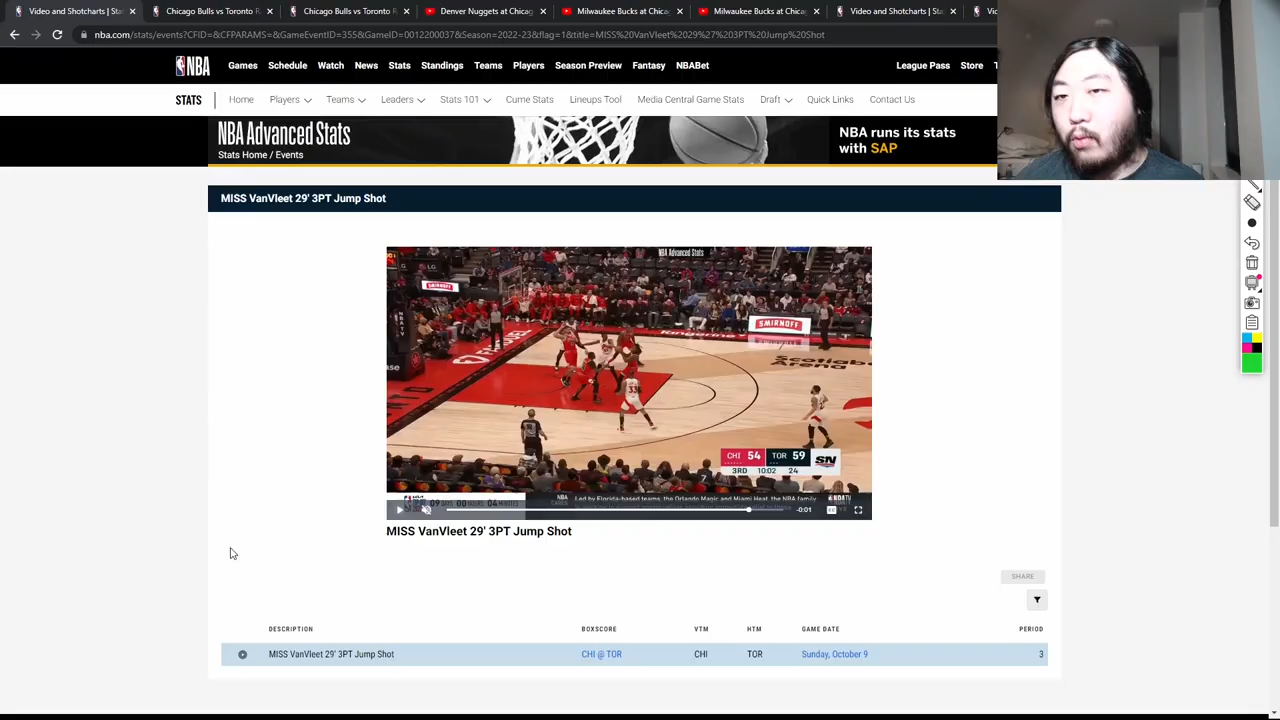 Video and Shotcharts | Stat
Chicago Bulls vs Toronto R
Chicago Bulls vs Toronto R
Denver Nuggets at Chicag
Milwaukee Bucks at Chicag
Milwaukee Bucks at Chicag
Video and Shotcharts | Stat
nba.com/stats/events?CFID=&CFPARAMS=&GameEventID=355&GameID=0012200037&Season=2022-23&flag=1&title=MISS%20VanVleet%2029%27%203PT%20Jump%20Shot
NBA Games Schedule Watch News Stats Standings Teams Players Season Preview Fantasy NBABet League Pass Store
STATS Home Players Teams Leaders Stats 101 Cume Stats Lineups Tool Media Central Game Stats Draft Quick Links Contact Us
NBA Advanced Stats
Stats Home / Events
NBA runs its stats
with SAP
MISS VanVleet 29' 3PT Jump Shot
NBA Advanced Stats
LG
SMIRNOFF
SMIRNOFF
Scotiabank
Arena
33
CHI 54 TOR 59 SN
3RD 10:02 24
Led by Florida-based teams, the Orlando Magic and Miami Heat, the NBA family
-0:01
MISS VanVleet 29' 3PT Jump Shot
SHARE
DESCRIPTION BOXSCORE VTM HTM GAME DATE PERIOD
MISS VanVleet 29' 3PT Jump Shot CHI @ TOR CHI TOR Sunday, October 9 3